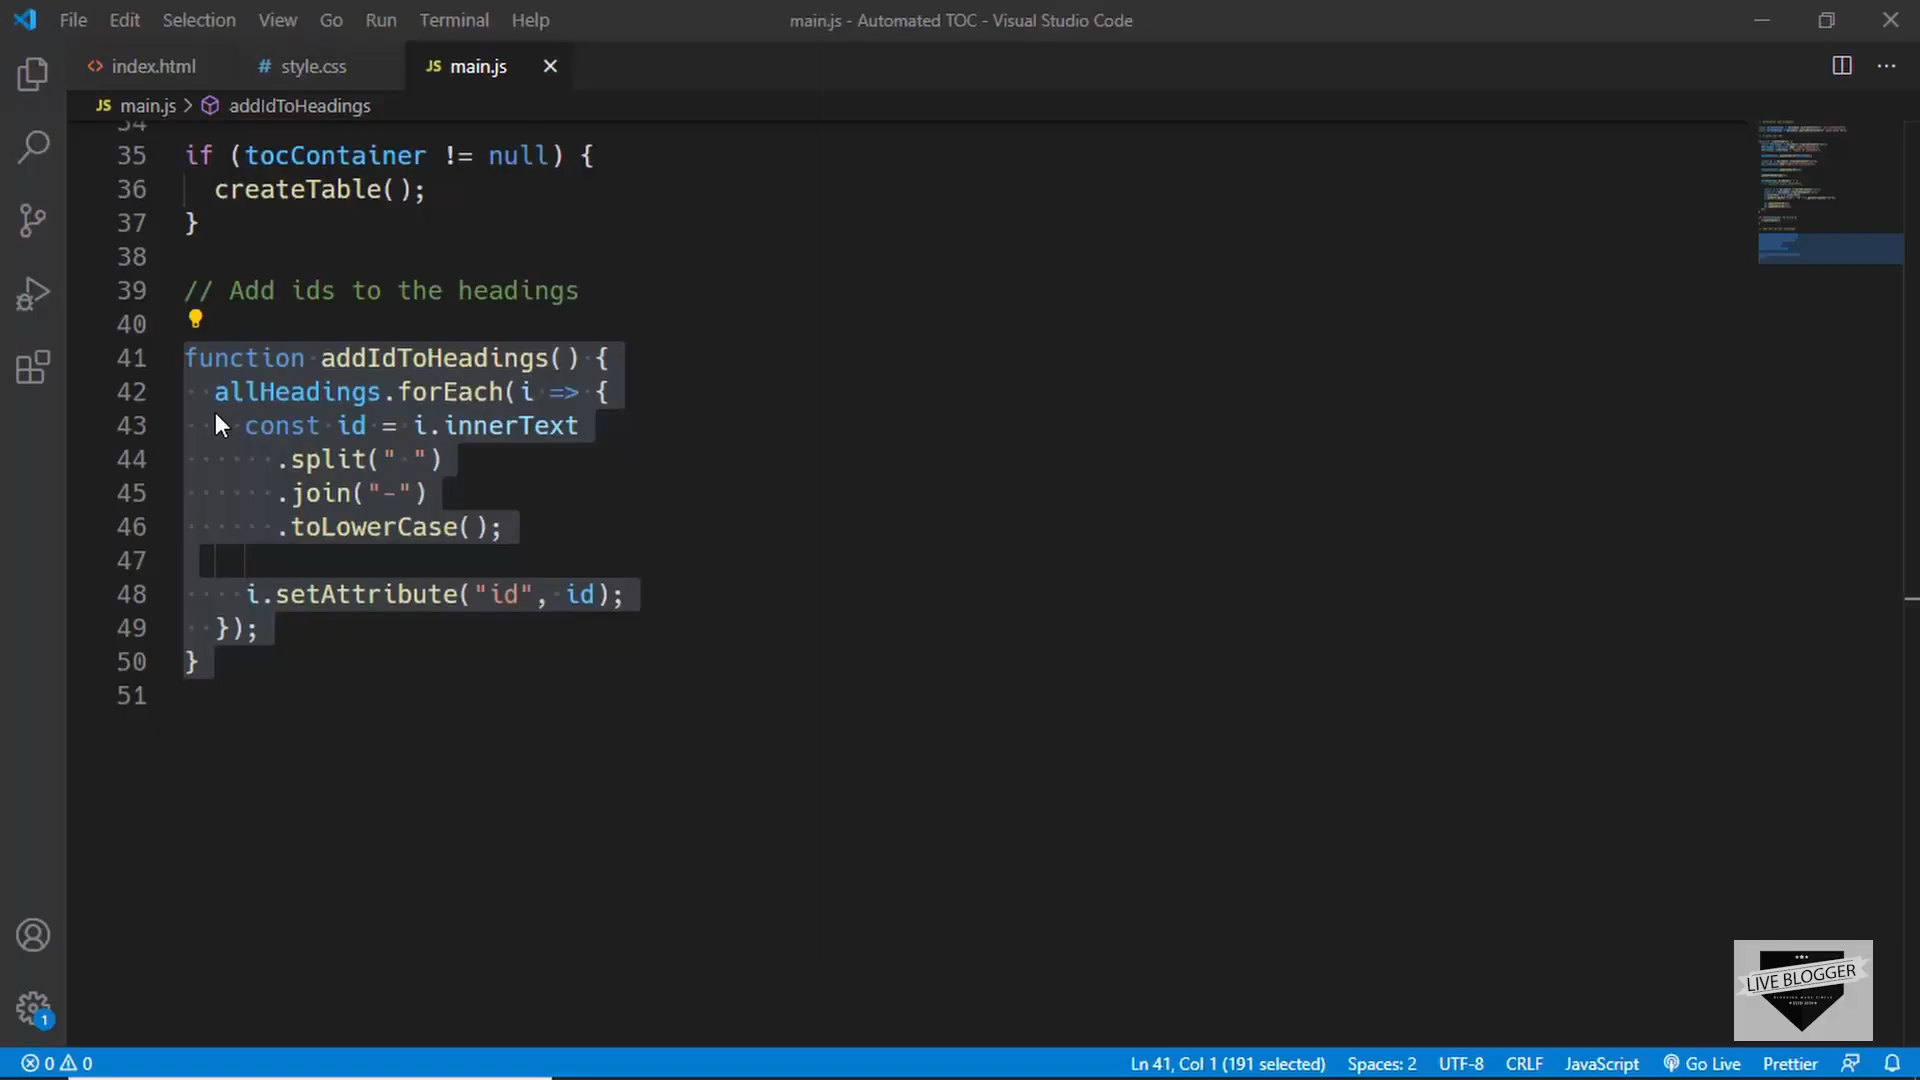 File Edit Selection View Go Run Terminal Help
main.js - Automated TOC - Visual Studio Code
index.html
# style.css
JS main.js
JS main.js > addIdToHeadings
34
35 if (tocContainer != null) {
36 createTable();
37 }
38
39 // Add ids to the headings
40
41 function addIdToHeadings() {
42 allHeadings.forEach(i => {
43 const id = i.innerText
44 .split(" ")
45 .join("-")
46 .toLowerCase();
47
48 i.setAttribute("id", id);
49 });
50 }
51
LIVE BLOGGER
1
0 0
Ln 41, Col 1 (191 selected) Spaces: 2 UTF-8 CRLF JavaScript Go Live Prettier